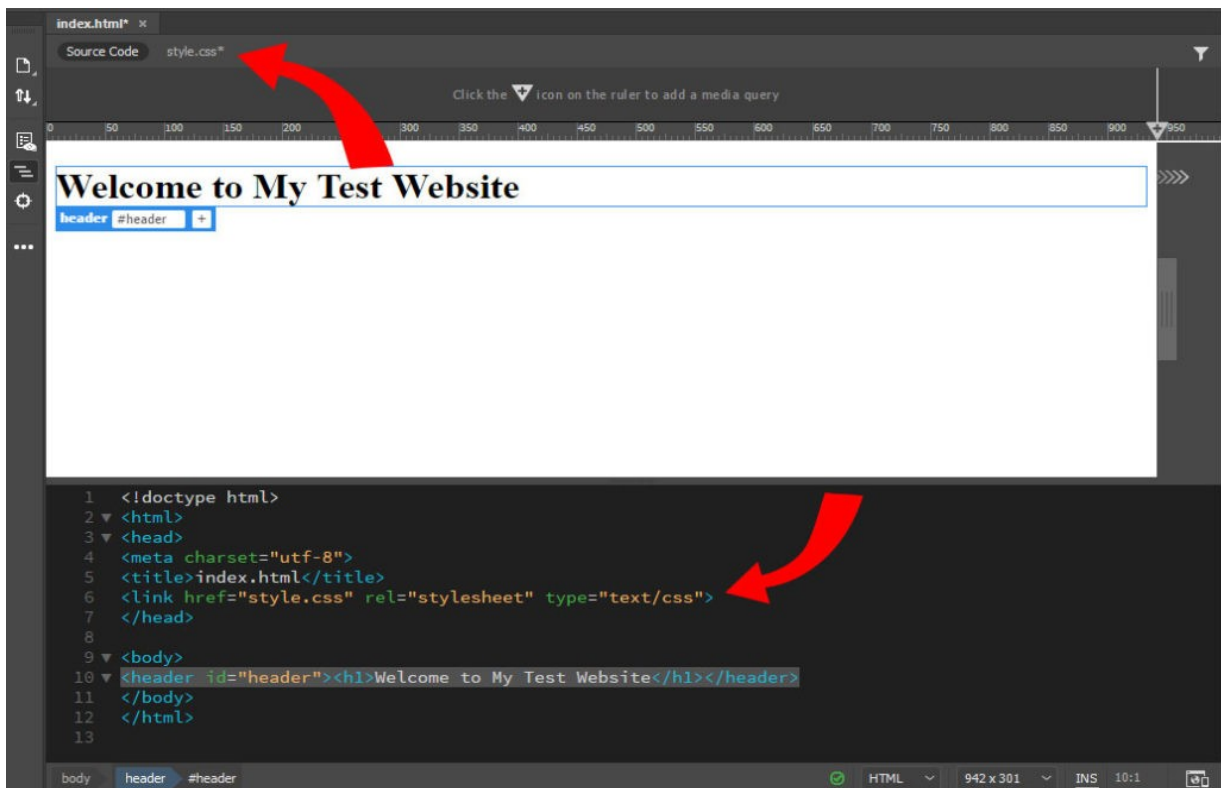 index.html* ×
Source Code style.css*
Click the icon on the ruler to add a media query
0 50 100 150 200 300 350 400 450 500 550 600 650 700 750 800 850 900 950
Welcome to My Test Website
header #header +
1 <!doctype html>
2 <html>
3 <head>
4 <meta charset="utf-8">
5 <title>index.html</title>
6 <link href="style.css" rel="stylesheet" type="text/css">
7 </head>
8
9 <body>
10 <header id="header"><h1>Welcome to My Test Website</h1></header>
11 </body>
12 </html>
13
body header #header HTML 942 x 301 INS 10:1